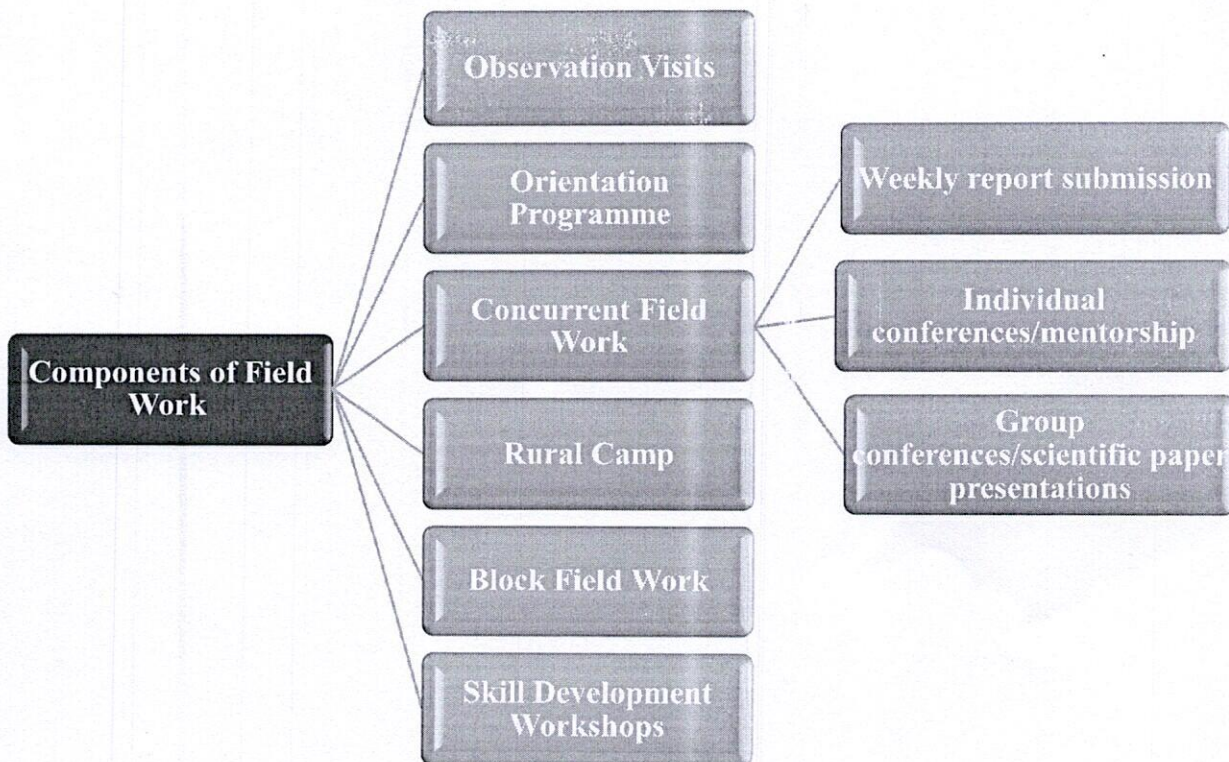 Components of Field
Work
Observation Visits
Orientation
Programme
Concurrent Field
Work
Rural Camp
Block Field Work
Skill Development
Workshops
Weekly report submission
Individual
conferences/mentorship
Group
conferences/scientific paper
presentations